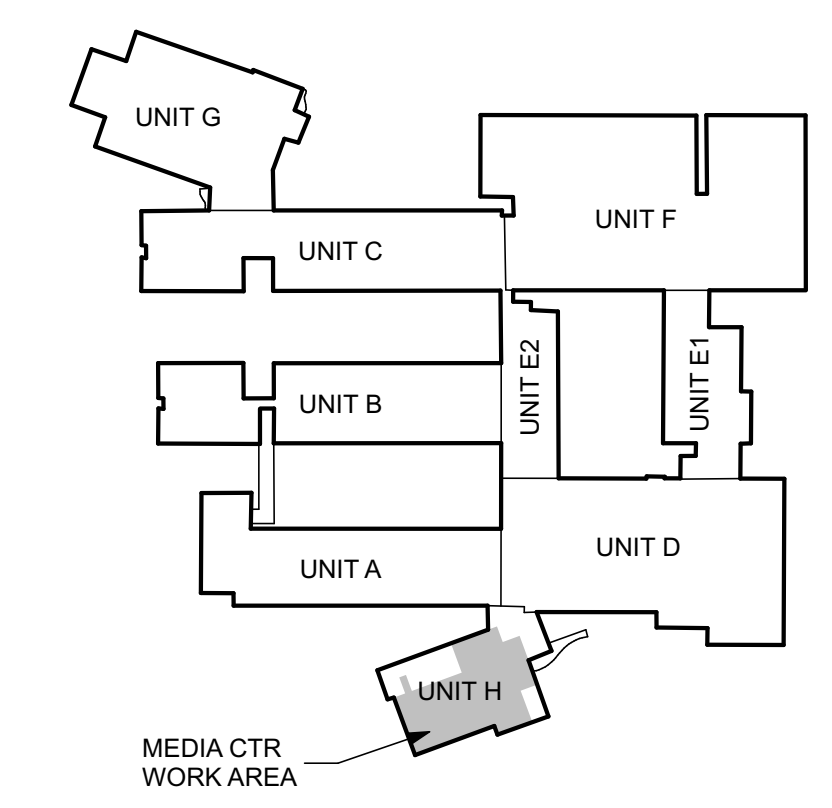 UNIT G
UNIT F
UNIT C
UNIT E2
UNIT E1
UNIT B
UNIT D
UNIT A
UNIT H
MEDIA CTR
WORK AREA